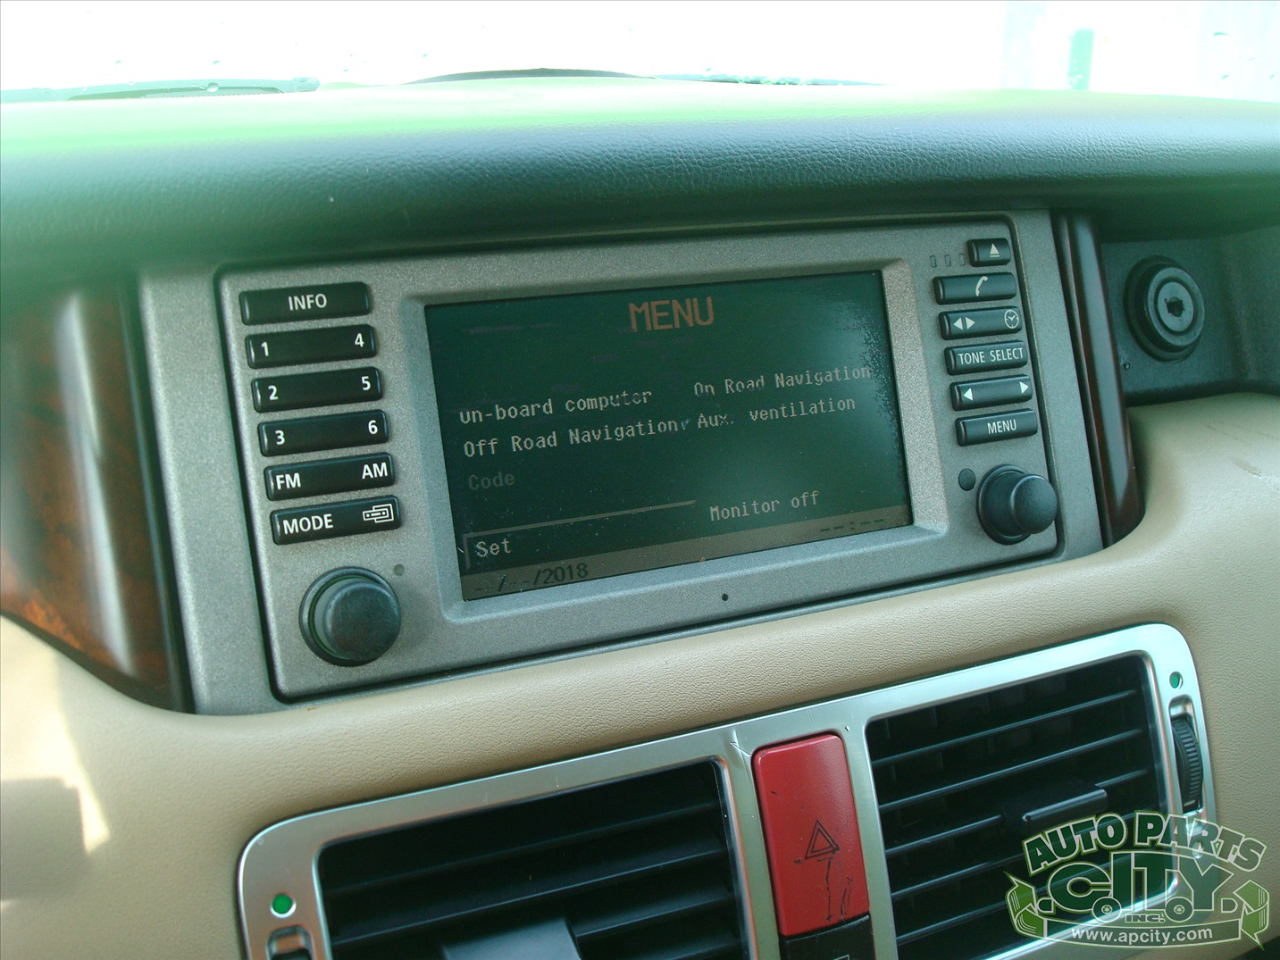 INFO
1 4
2 5
3 6
FM AM
MODE
MENU
un-board computer On Road Navigation
Off Road Navigation Aux. ventilation
Code
Monitor off
Set
--/--/2018 --:--
TONE SELECT
MENU
AUTO PARTS
CITY
INC.
www.apcity.com